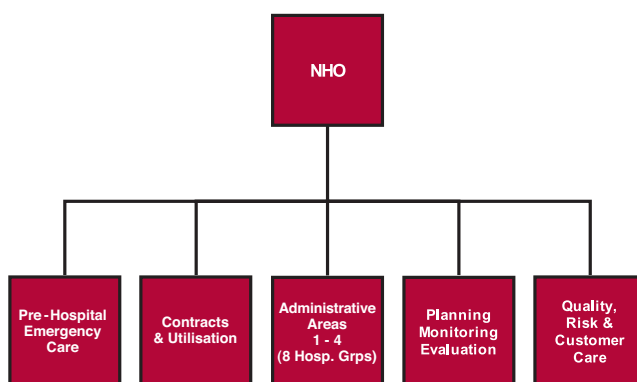 NHO
Pre-Hospital
Emergency
Care
Contracts
& Utilisation
Administrative
Areas
1 - 4
(8 Hosp. Grps)
Planning
Monitoring
Evaluation
Quality,
Risk &
Customer
Care